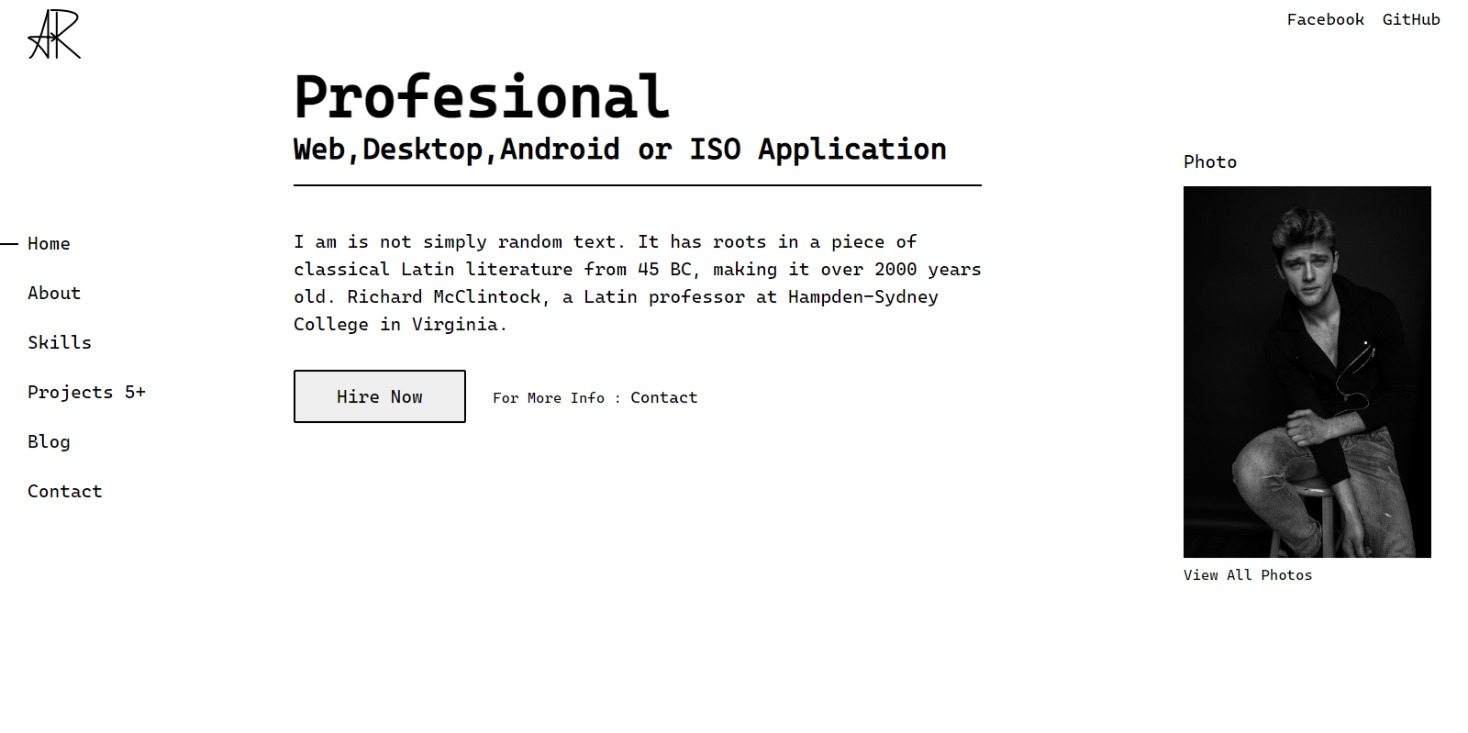 AR
Facebook GitHub
Profesional
Web,Desktop,Android or ISO Application
Photo
Home
About
Skills
Projects 5+
Blog
Contact
I am is not simply random text. It has roots in a piece of
classical Latin literature from 45 BC, making it over 2000 years
old. Richard McClintock, a Latin professor at Hampden-Sydney
College in Virginia.
Hire Now For More Info : Contact
View All Photos